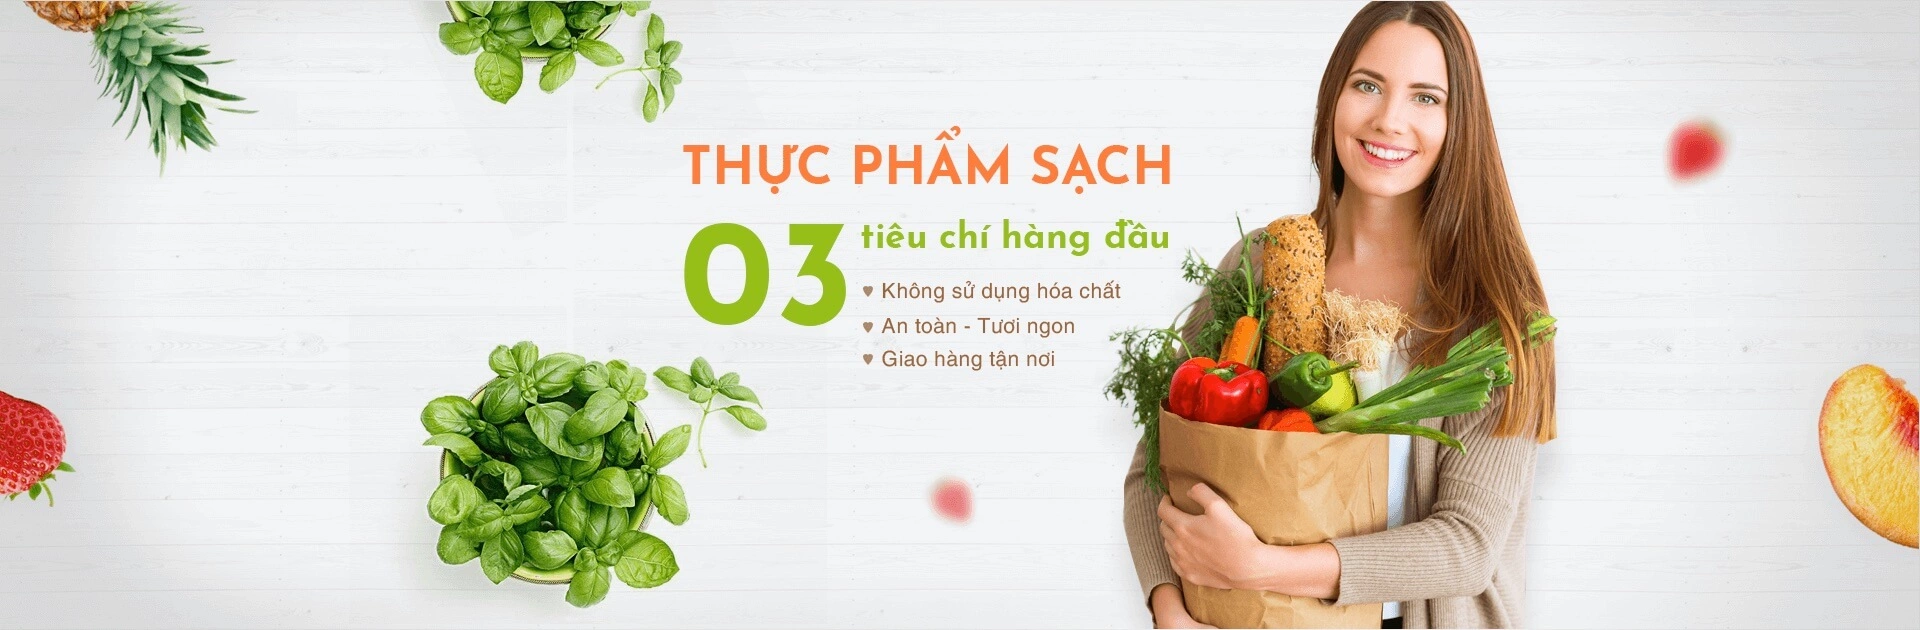 THỰC PHẨM SẠCH
03 tiêu chí hàng đầu
Không sử dụng hóa chất
An toàn - Tươi ngon
Giao hàng tận nơi